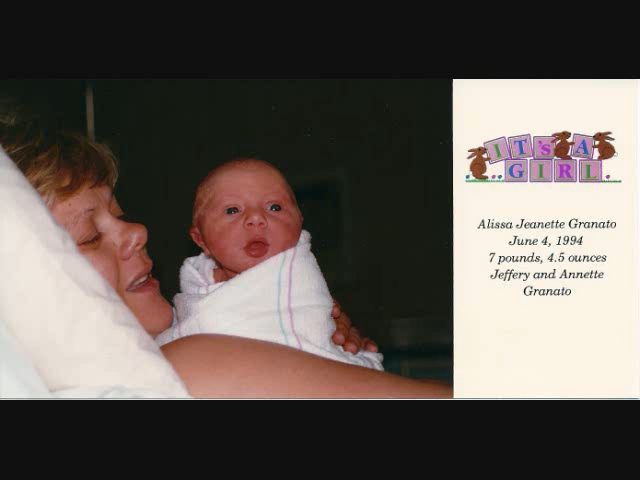 IT'S A
GIRL
Alissa Jeanette Granato
June 4, 1994
7 pounds, 4.5 ounces
Jeffery and Annette
Granato